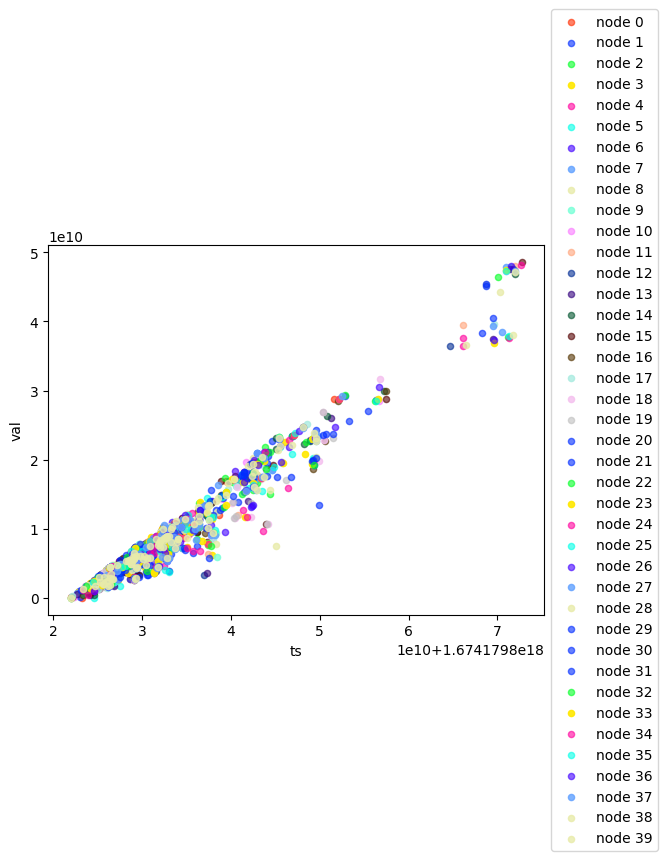 1e10
5
4
3
2
1
0
val
2 3 4 5 6 7
ts
1e10+1.6741798e18
node 0
node 1
node 2
node 3
node 4
node 5
node 6
node 7
node 8
node 9
node 10
node 11
node 12
node 13
node 14
node 15
node 16
node 17
node 18
node 19
node 20
node 21
node 22
node 23
node 24
node 25
node 26
node 27
node 28
node 29
node 30
node 31
node 32
node 33
node 34
node 35
node 36
node 37
node 38
node 39